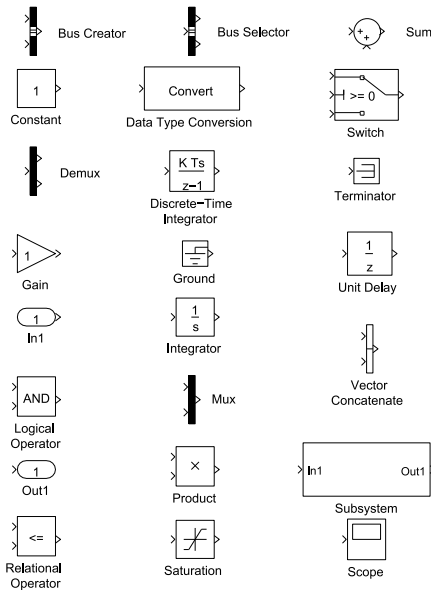 Bus Creator
Bus Selector
+
+
Sum
1
Constant
Convert
Data Type Conversion
>= 0
Switch
Demux
K Ts
z−1
Discrete−Time
Integrator
Terminator
1
Gain
Ground
1
z
Unit Delay
1
In1
1
s
Integrator
Vector
Concatenate
AND
Logical
Operator
Mux
1
Out1
×
Product
In1
Out1
Subsystem
<=
Relational
Operator
Saturation
Scope